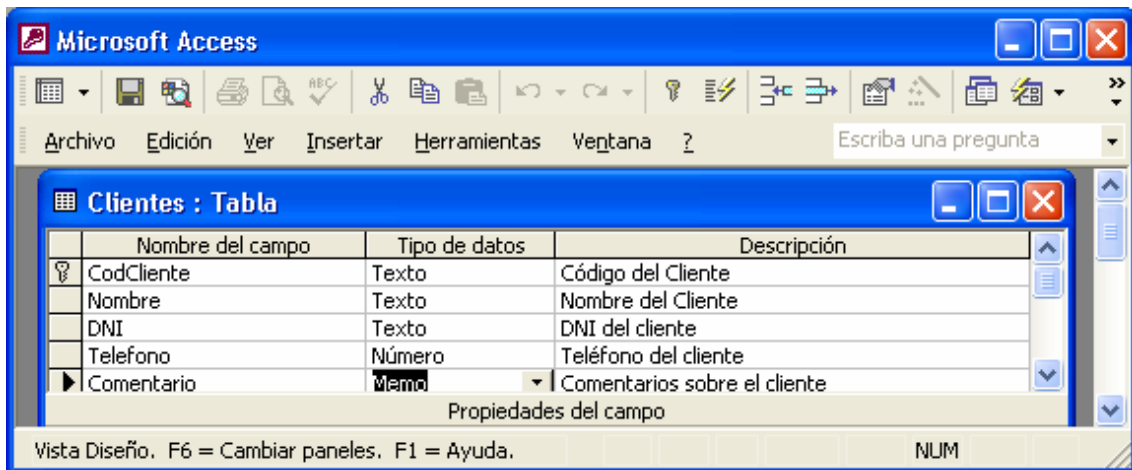 Microsoft Access
ABC
Archivo Edición Ver Insertar Herramientas Ventana ? Escriba una pregunta
Clientes : Tabla
Nombre del campo Tipo de datos Descripción
CodCliente Texto Código del Cliente
Nombre Texto Nombre del Cliente
DNI Texto DNI del cliente
Telefono Número Teléfono del cliente
Comentario Memo Comentarios sobre el cliente
Propiedades del campo
Vista Diseño. F6 = Cambiar paneles. F1 = Ayuda. NUM